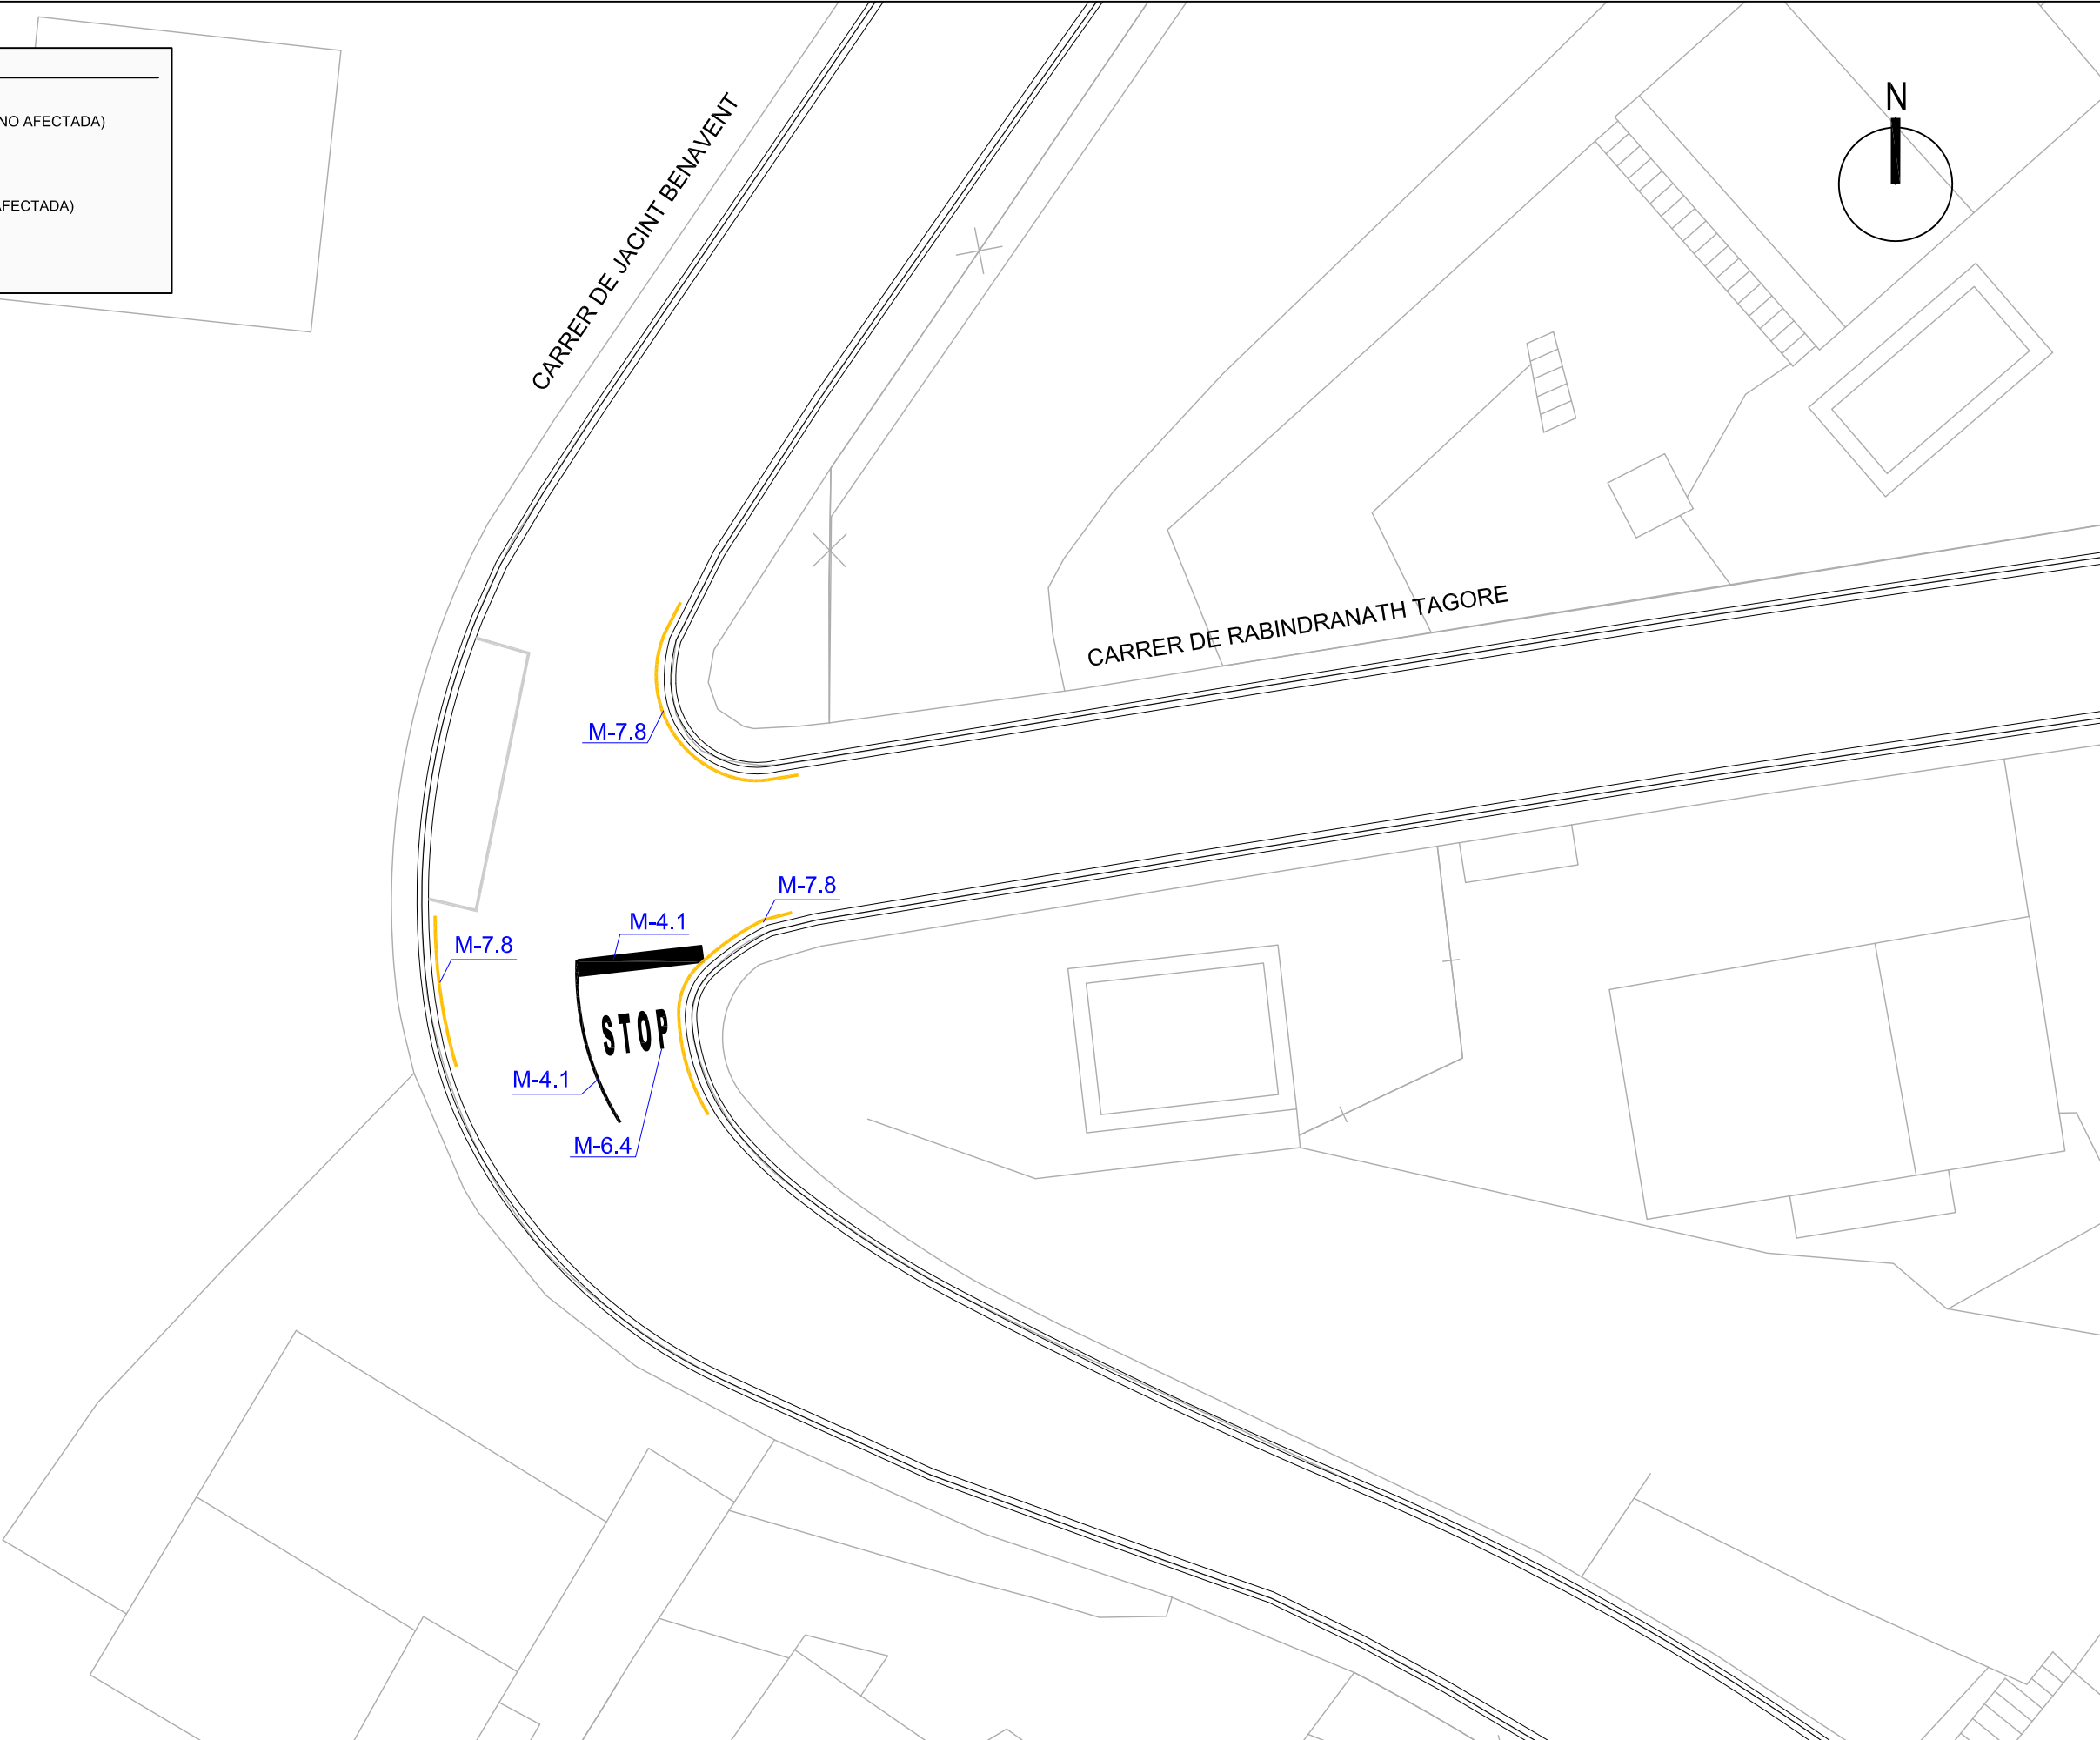 N
NO AFECTADA)
AFECTADA)
CARRER DE JACINT BENAVENT
CARRER DE RABINDRANATH TAGORE
M-7.8
M-7.8
M-4.1
M-7.8
STOP
M-4.1
M-6.4